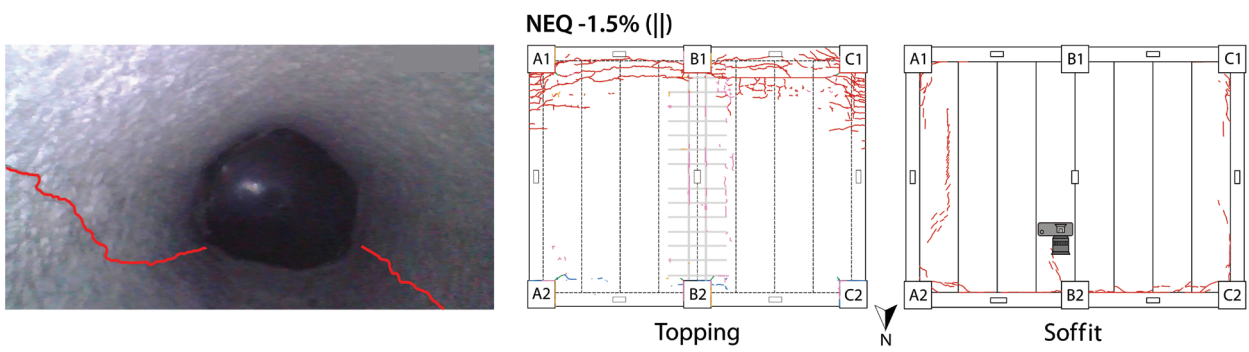 NEQ -1.5% (||)
A1 B1 C1
A2 B2 C2
Topping
N
A1 B1 C1
A2 B2 C2
Soffit